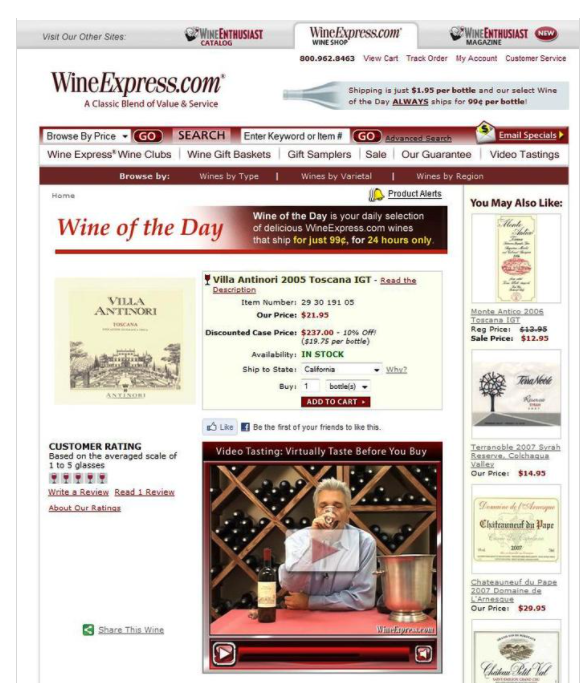 Visit Our Other Sites:
WINEENTHUSIAST
CATALOG
WineExpress.com®
WINE SHOP
WINEENTHUSIAST
MAGAZINE
NEW
800.962.8463 View Cart Track Order My Account Customer Service
WineExpress.com®
A Classic Blend of Value & Service
Shipping is just $1.95 per bottle and our select Wine
of the Day ALWAYS ships for 99¢ per bottle!
Browse By Price GO SEARCH Enter Keyword or Item # GO Advanced Search $ Email Specials
Wine Express® Wine Clubs | Wine Gift Baskets | Gift Samplers | Sale | Our Guarantee | Video Tastings
Browse by: Wines by Type | Wines by Varietal | Wines by Region
Home
Product Alerts
Wine of the Day
Wine of the Day is your daily selection
of delicious WineExpress.com wines
that ship for just 99¢, for 24 hours only.
VILLA
ANTINORI
TOSCANA
ANTINORI
Villa Antinori 2005 Toscana IGT - Read the
Description
Item Number: 29 30 191 05
Our Price: $21.95
Discounted Case Price: $237.00 - 10% Off!
($19.75 per bottle)
Availability: IN STOCK
Ship to State: California Why?
Buy: 1 bottle(s)
ADD TO CART
Like Be the first of your friends to like this.
CUSTOMER RATING
Based on the averaged scale of
1 to 5 glasses
Write a Review Read 1 Review
About Our Ratings
Share This Wine
Video Tasting: Virtually Taste Before You Buy
WineExpress.com
You May Also Like:
Monte
Antico
Monte Antico 2006
Toscana IGT
Reg Price: $13.95
Sale Price: $12.95
TerraNoble
Reserva
Terranoble 2007 Syrah
Reserve, Colchagua
Valley
Our Price: $14.95
Domaine de l'Arnesque
Châteauneuf du Pape
2007
Chateauneuf du Pape
2007 Domaine de
L'Arnesque
Our Price: $29.95
Château Petit Val